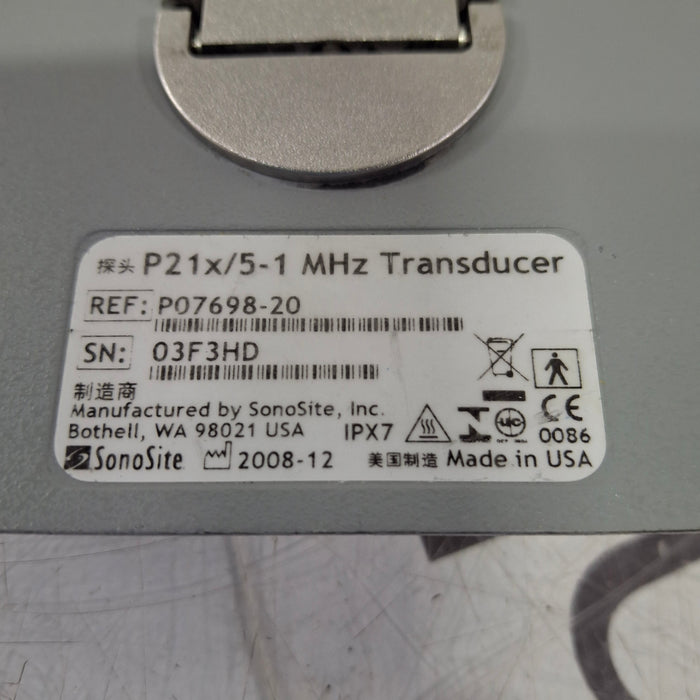 探头 P21x/5-1 MHz Transducer
REF: P07698-20
SN: 03F3HD
制造商
Manufactured by SonoSite, Inc.
Bothell, WA 98021 USA IPX7 0086
SonoSite 2008-12 美国制造 Made in USA